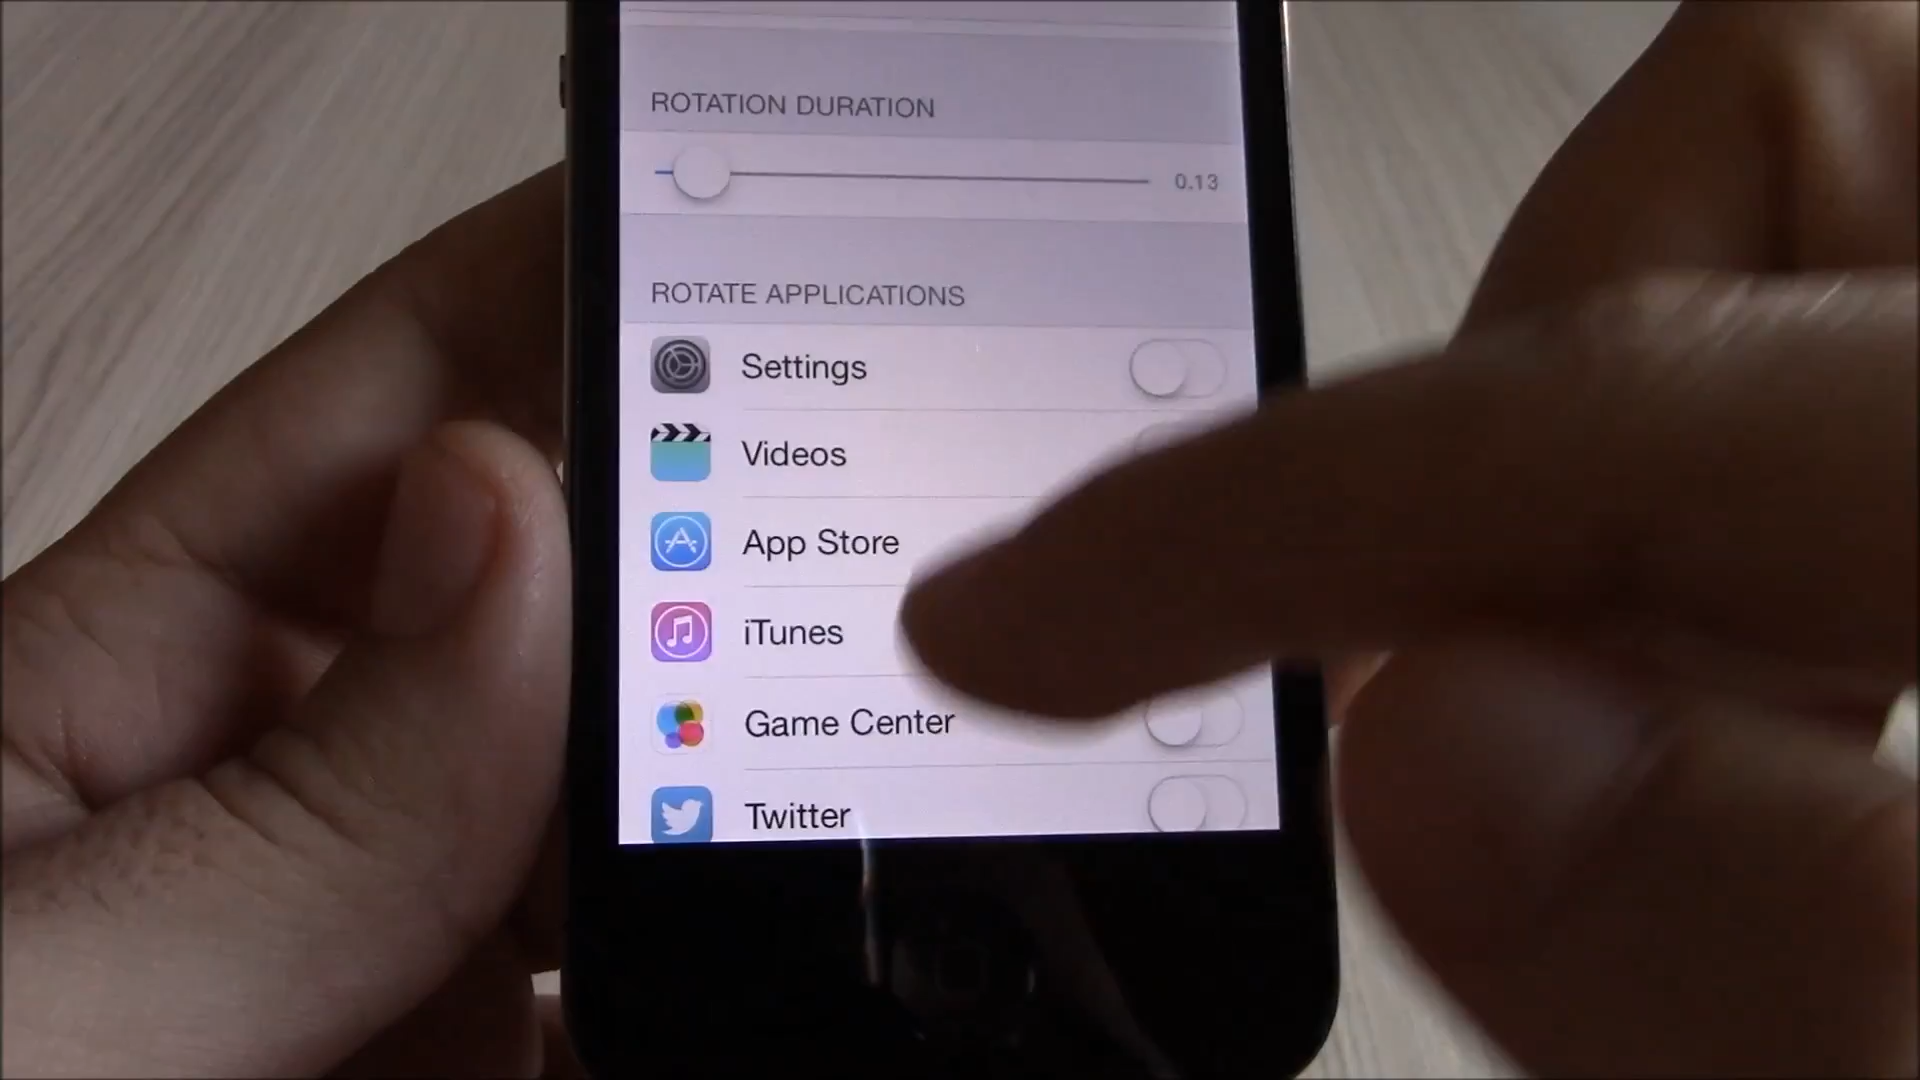 ROTATION DURATION
0.13
ROTATE APPLICATIONS
Settings
Videos
App Store
iTunes
Game Center
Twitter